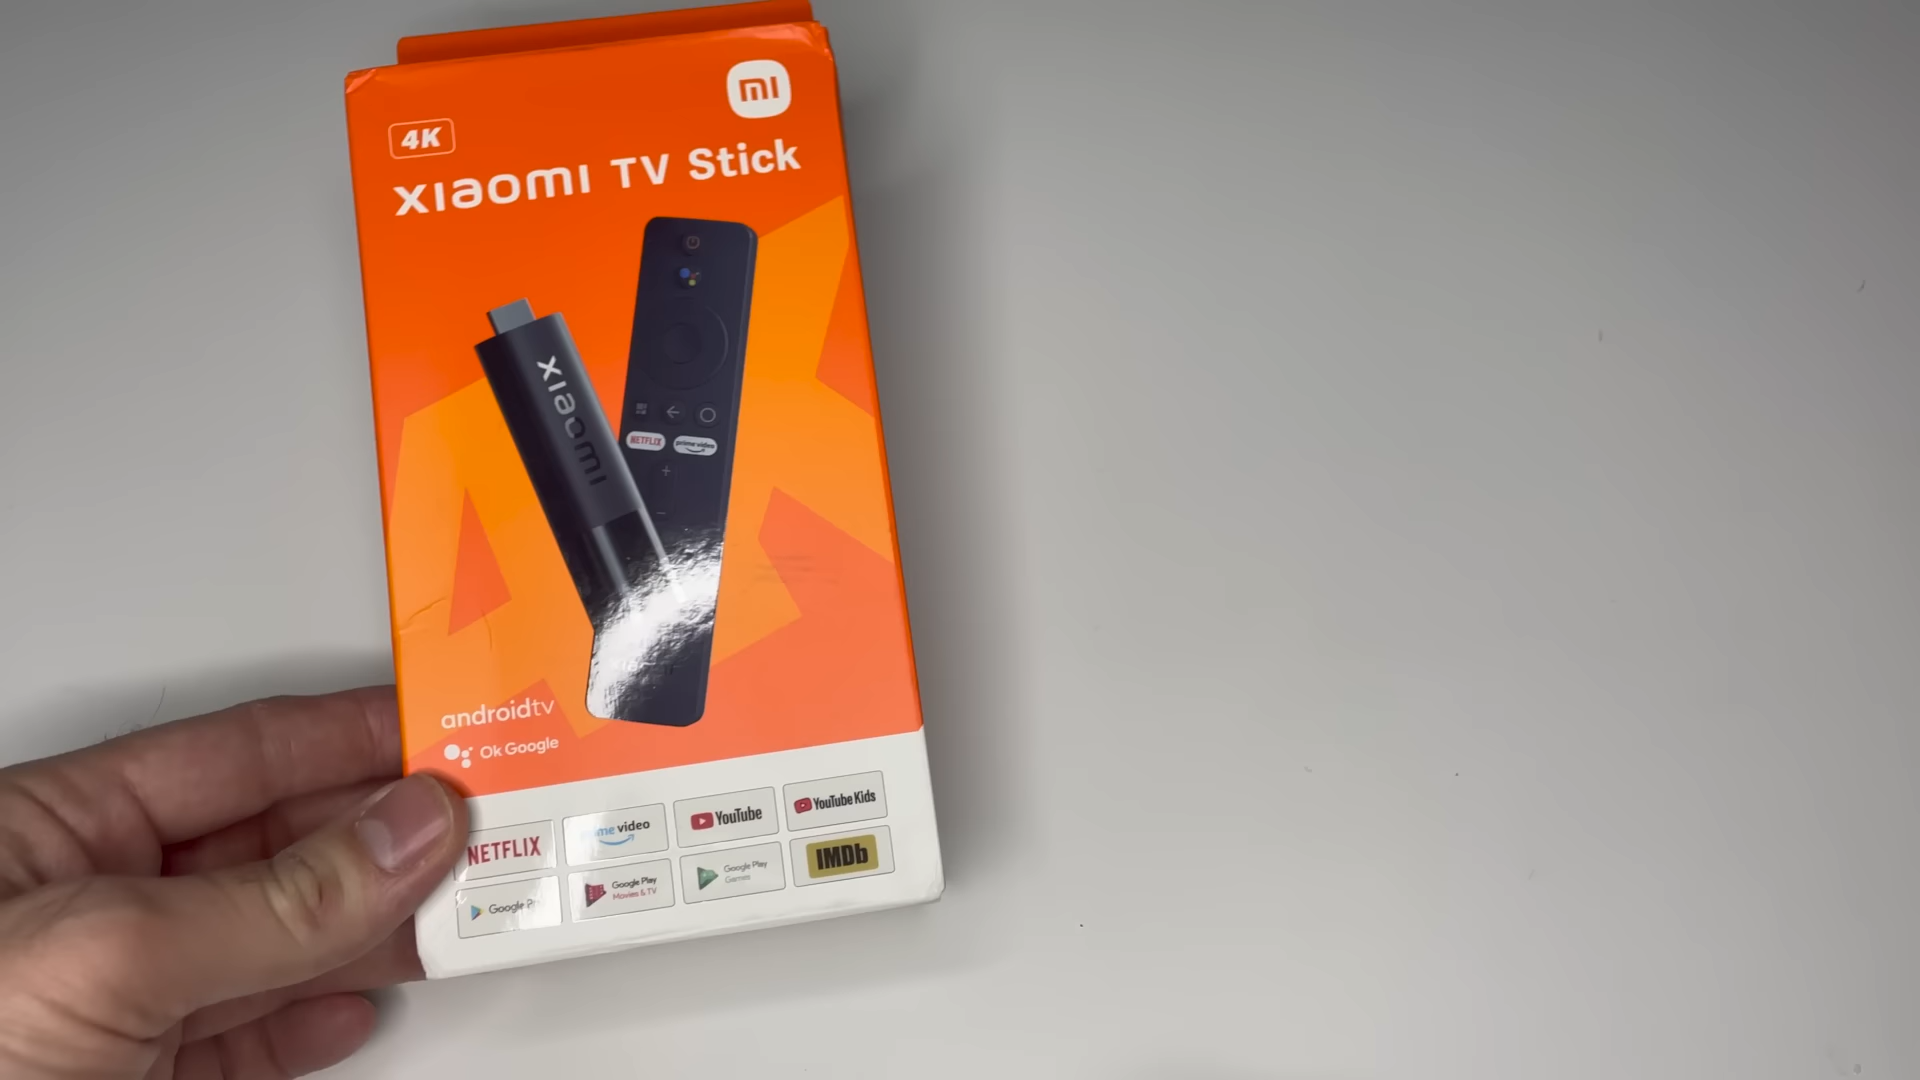 mi
4K
xiaomi TV Stick
xiaomi
NETFLIX
prime video
androidtv
Ok Google
NETFLIX
video
YouTube
YouTube Kids
Google
Google Play
Movies & TV
Google Play
Games
IMDb